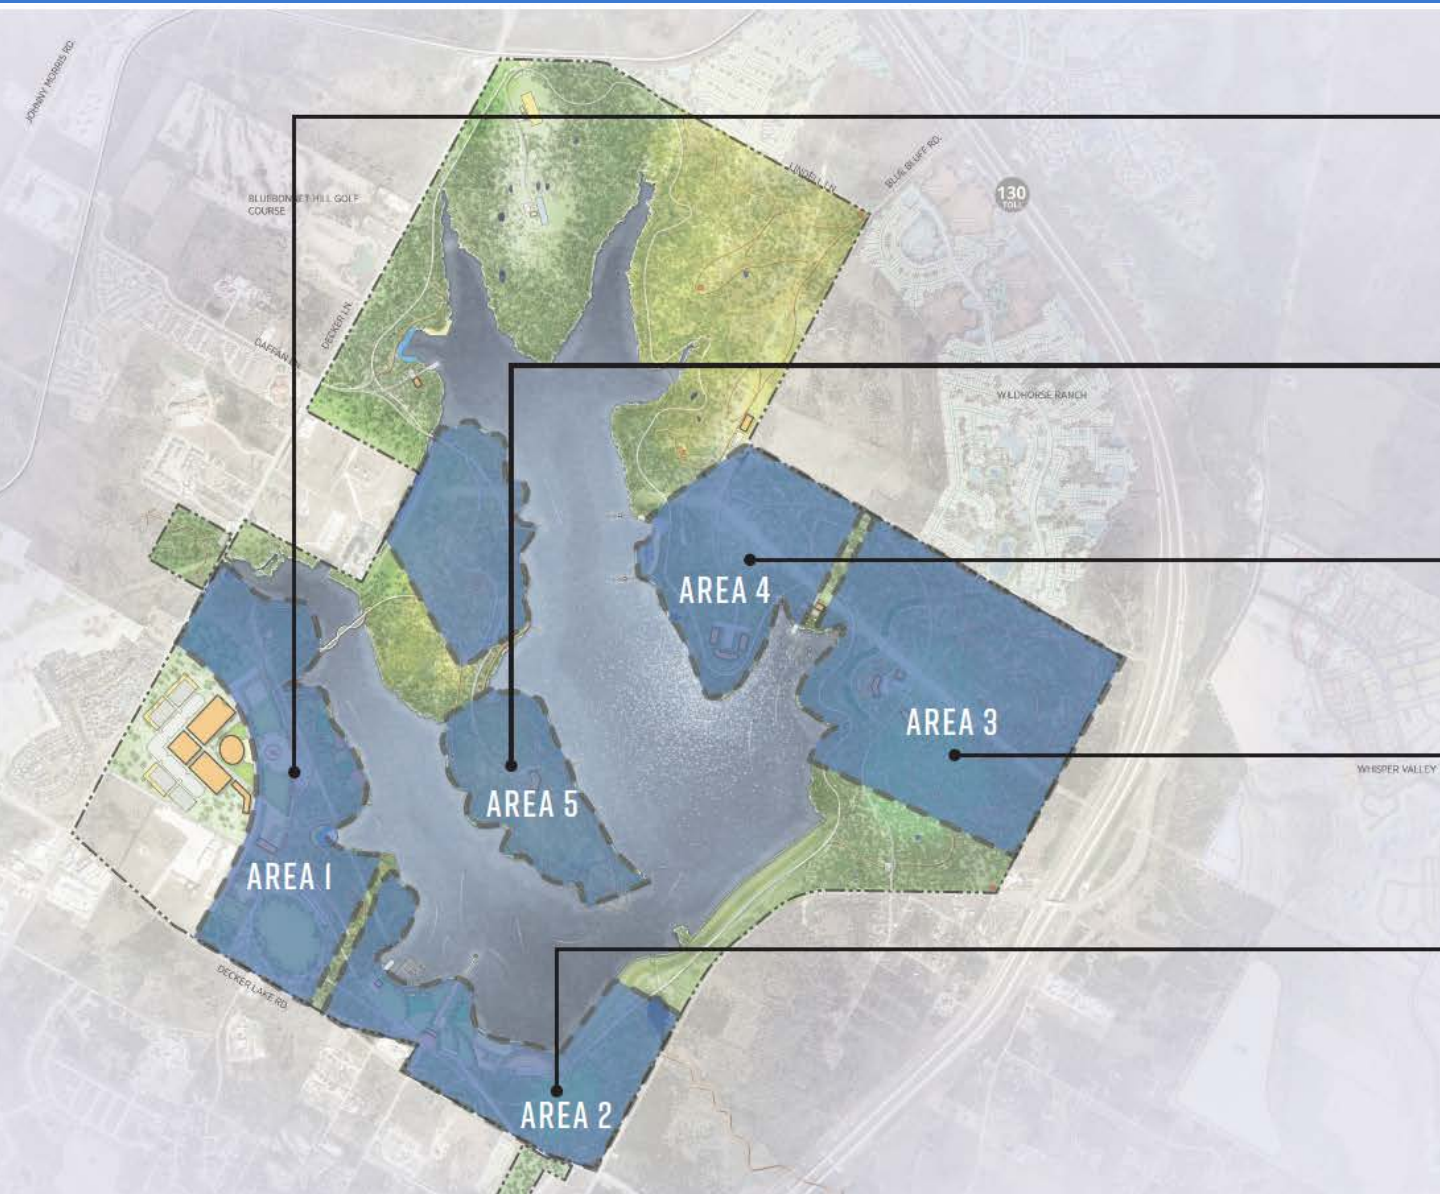 JOHNNY MORRIS RD.
BLUEBONNET HILL GOLF
COURSE
LINDELL LN.
BLUE BLUFF RD.
130
TOLL
DECKER LN.
DAFFAN LN.
WILDHORSE RANCH
AREA 4
AREA 3
WHISPER VALLEY
AREA 5
AREA 1
DECKER LAKE RD.
AREA 2